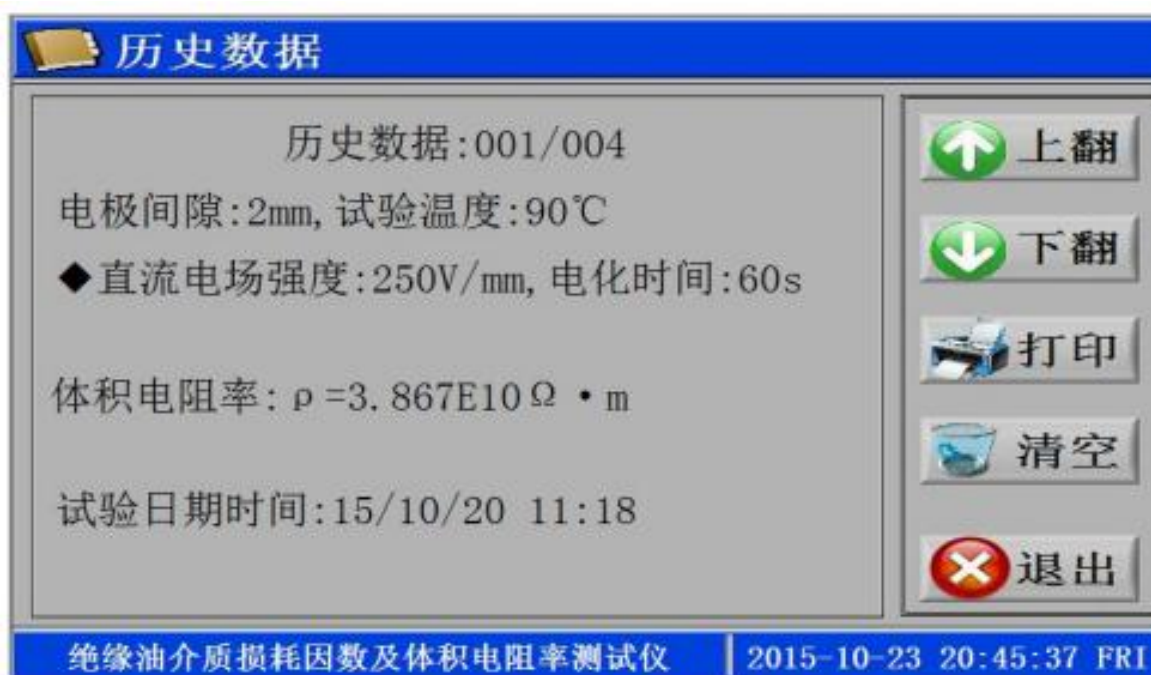 历史数据
历史数据:001/004
电极间隙:2mm,试验温度:90℃
◆直流电场强度:250V/mm,电化时间:60s
体积电阻率:ρ=3.867E10Ω·m
试验日期时间:15/10/20 11:18
上翻
下翻
打印
清空
退出
绝缘油介质损耗因数及体积电阻率测试仪
2015-10-23 20:45:37 FRI